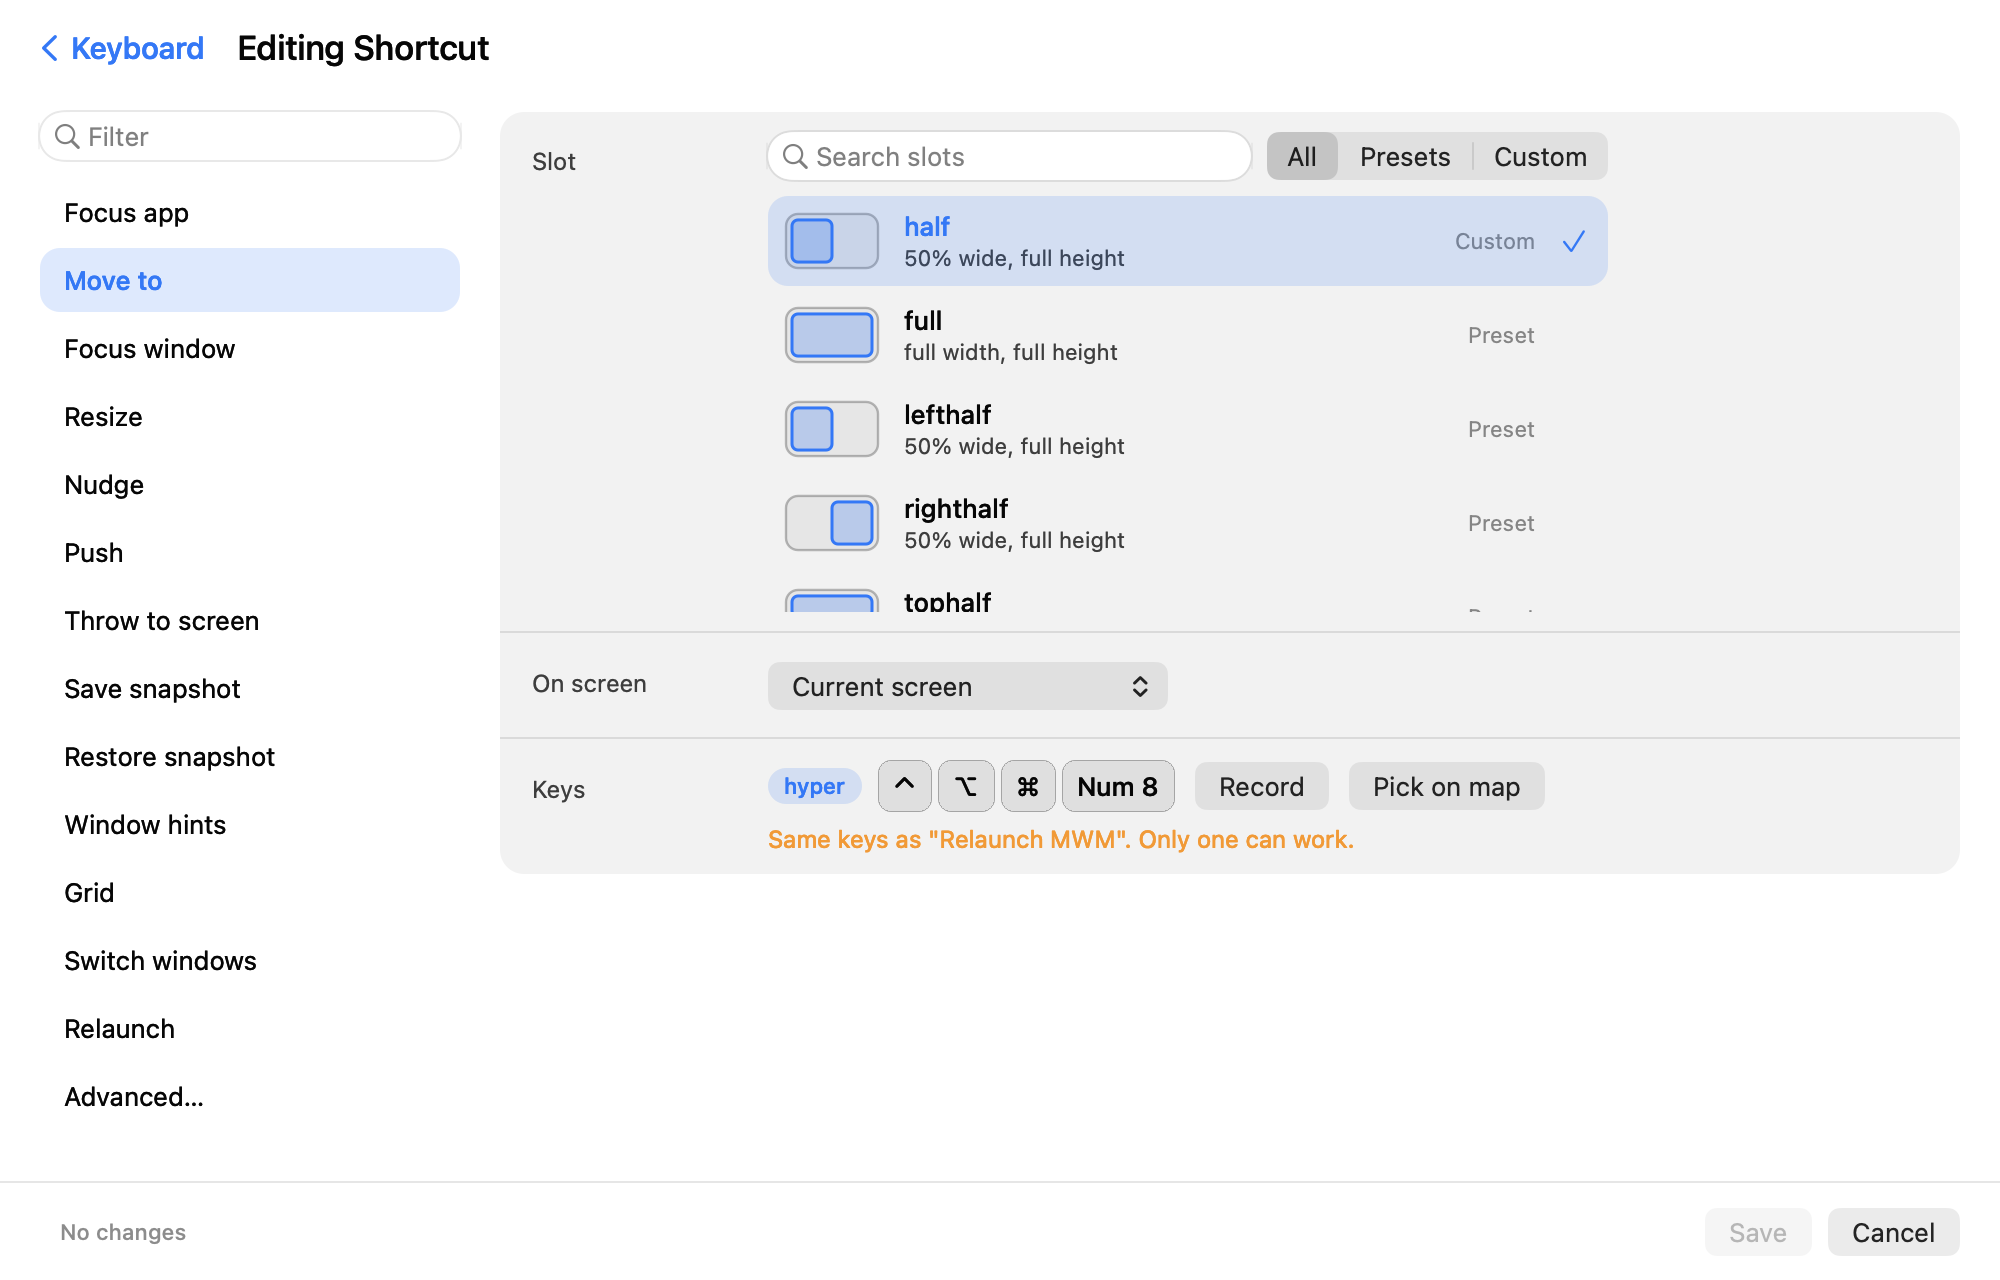 Keyboard Editing Shortcut
Filter
Focus app
Move to
Focus window
Resize
Nudge
Push
Throw to screen
Save snapshot
Restore snapshot
Window hints
Grid
Switch windows
Relaunch
Advanced...
Slot
Search slots
All Presets Custom
half
50% wide, full height
Custom
full
full width, full height
Preset
lefthalf
50% wide, full height
Preset
righthalf
50% wide, full height
Preset
tophalf
On screen
Current screen
Keys
hyper ^ ⌥ ⌘ Num 8 Record Pick on map
Same keys as "Relaunch MWM". Only one can work.
No changes
Save Cancel